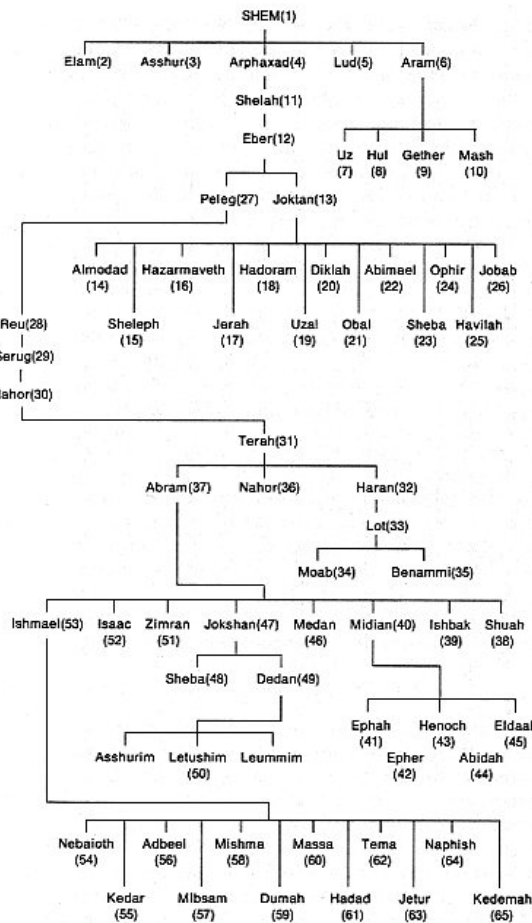 SHEM(1)
Elam(2) Asshur(3) Arphaxad(4) Lud(5) Aram(6)
Shelah(11)
Eber(12)
Uz Hul Gether Mash
(7) (8) (9) (10)
Peleg(27) Joktan(13)
Almodad Hazarmaveth Hadoram Diklah Abimael Ophir Jobab
(14) (16) (18) (20) (22) (24) (26)
Sheleph Jerah Uzal Obal Sheba Havilah
(15) (17) (19) (21) (23) (25)
Reu(28)
Serug(29)
Nahor(30)
Terah(31)
Abram(37) Nahor(36) Haran(32)
Lot(33)
Moab(34) Benammi(35)
Ishmael(53) Isaac Zimran Jokshan(47) Medan Midian(40) Ishbak Shuah
(52) (51) (46) (39) (38)
Sheba(48) Dedan(49)
Ephah Henoch Eldaah
(41) (43) (45)
Asshurim Letushim Leummim
(50)
Epher Abidah
(42) (44)
Nebaioth Adbeel Mishma Massa Tema Naphish
(54) (56) (58) (60) (62) (64)
Kedar Mibsam Dumah Hadad Jetur Kedemah
(55) (57) (59) (61) (63) (65)